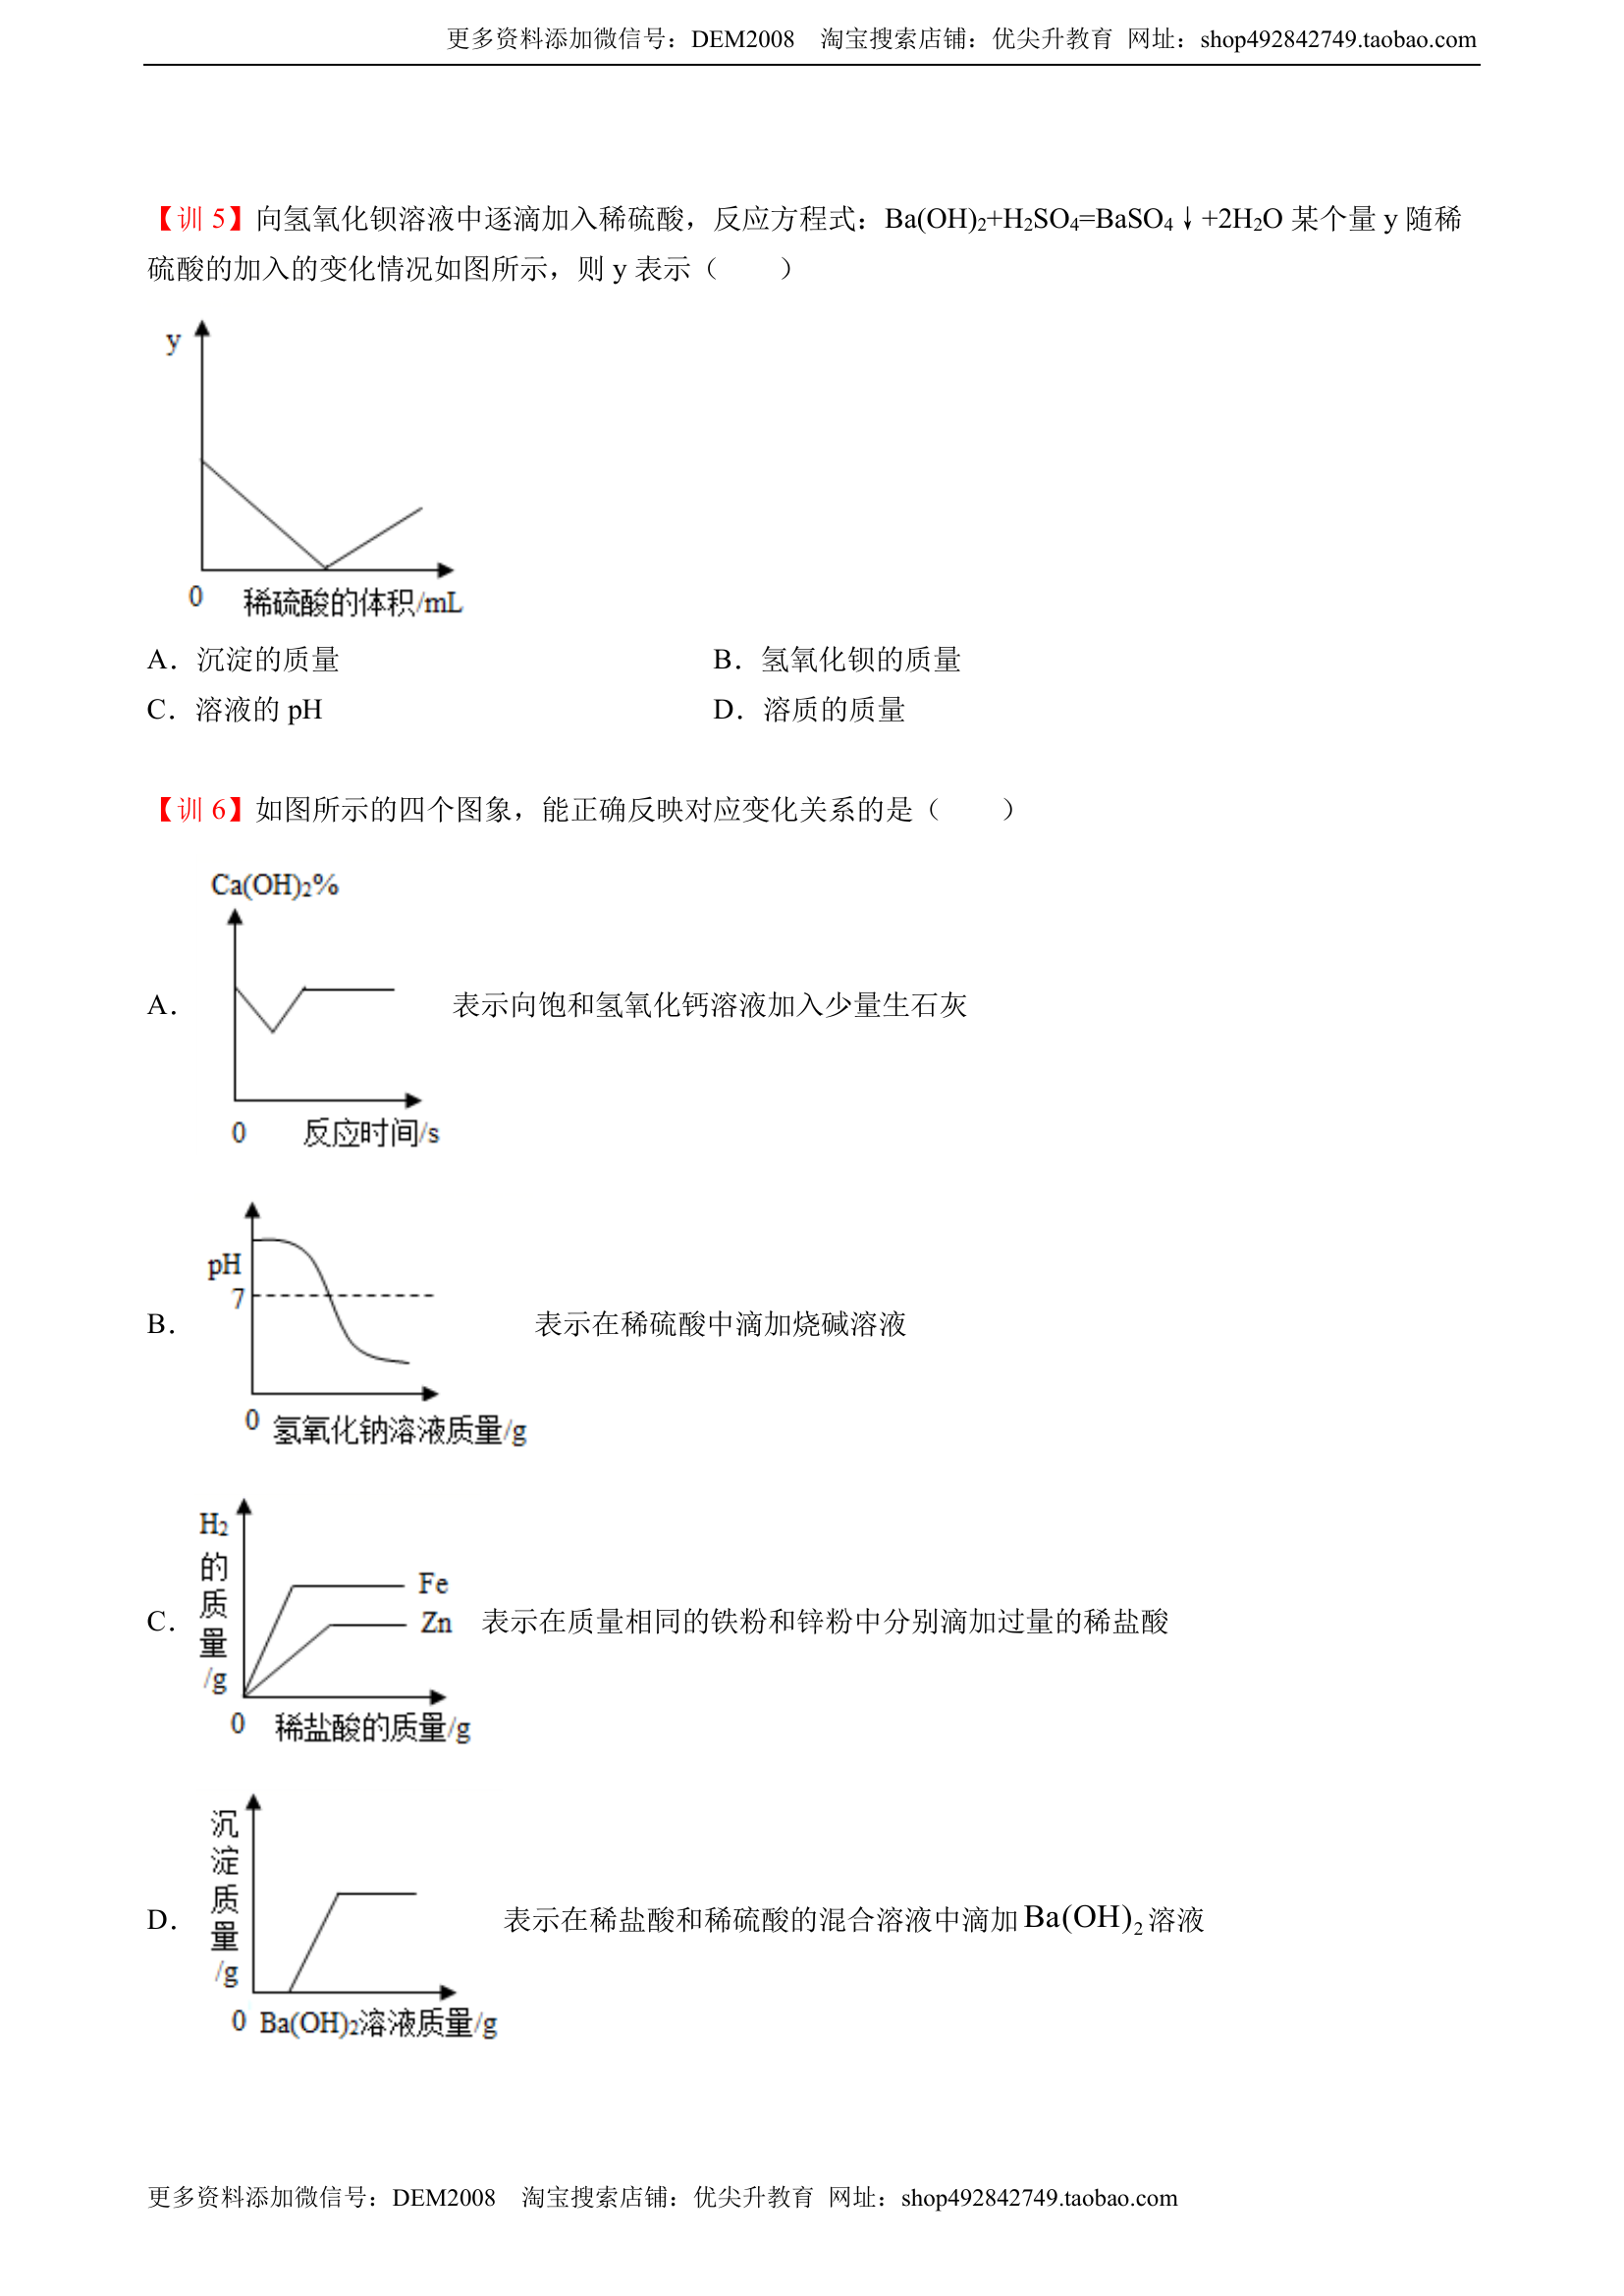 更多资料添加微信号：DEM2008 淘宝搜索店铺：优尖升教育 网址：shop492842749.taobao.com
【训 5】向氢氧化钡溶液中逐滴加入稀硫酸，反应方程式：Ba(OH)₂+H₂SO₄=BaSO₄↓+2H₂O 某个量 y 随稀
硫酸的加入的变化情况如图所示，则 y 表示（　　）
y
0
稀硫酸的体积/mL
A．沉淀的质量 B．氢氧化钡的质量
C．溶液的 pH D．溶质的质量
【训 6】如图所示的四个图象，能正确反映对应变化关系的是（　　）
Ca(OH)₂%
A． 表示向饱和氢氧化钙溶液加入少量生石灰
0 反应时间/s
pH
7
B． 表示在稀硫酸中滴加烧碱溶液
0 氢氧化钠溶液质量/g
H₂
的
质
量
/g
Fe
Zn
C． 表示在质量相同的铁粉和锌粉中分别滴加过量的稀盐酸
0 稀盐酸的质量/g
沉
淀
质
量
/g
D． 表示在稀盐酸和稀硫酸的混合溶液中滴加 Ba(OH)₂ 溶液
0 Ba(OH)₂溶液质量/g
更多资料添加微信号：DEM2008 淘宝搜索店铺：优尖升教育 网址：shop492842749.taobao.com